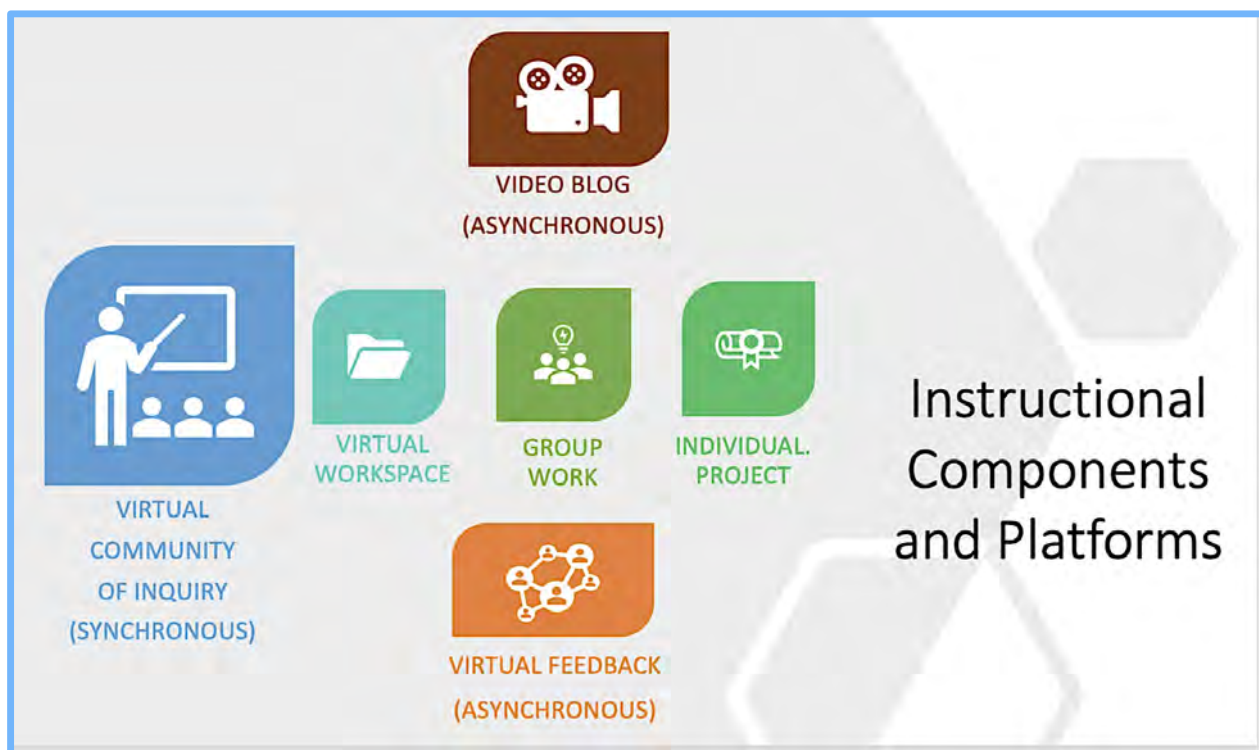 VIDEO BLOG
(ASYNCHRONOUS)
VIRTUAL
COMMUNITY
OF INQUIRY
(SYNCHRONOUS)
VIRTUAL
WORKSPACE
GROUP
WORK
INDIVIDUAL.
PROJECT
VIRTUAL FEEDBACK
(ASYNCHRONOUS)
Instructional
Components
and Platforms